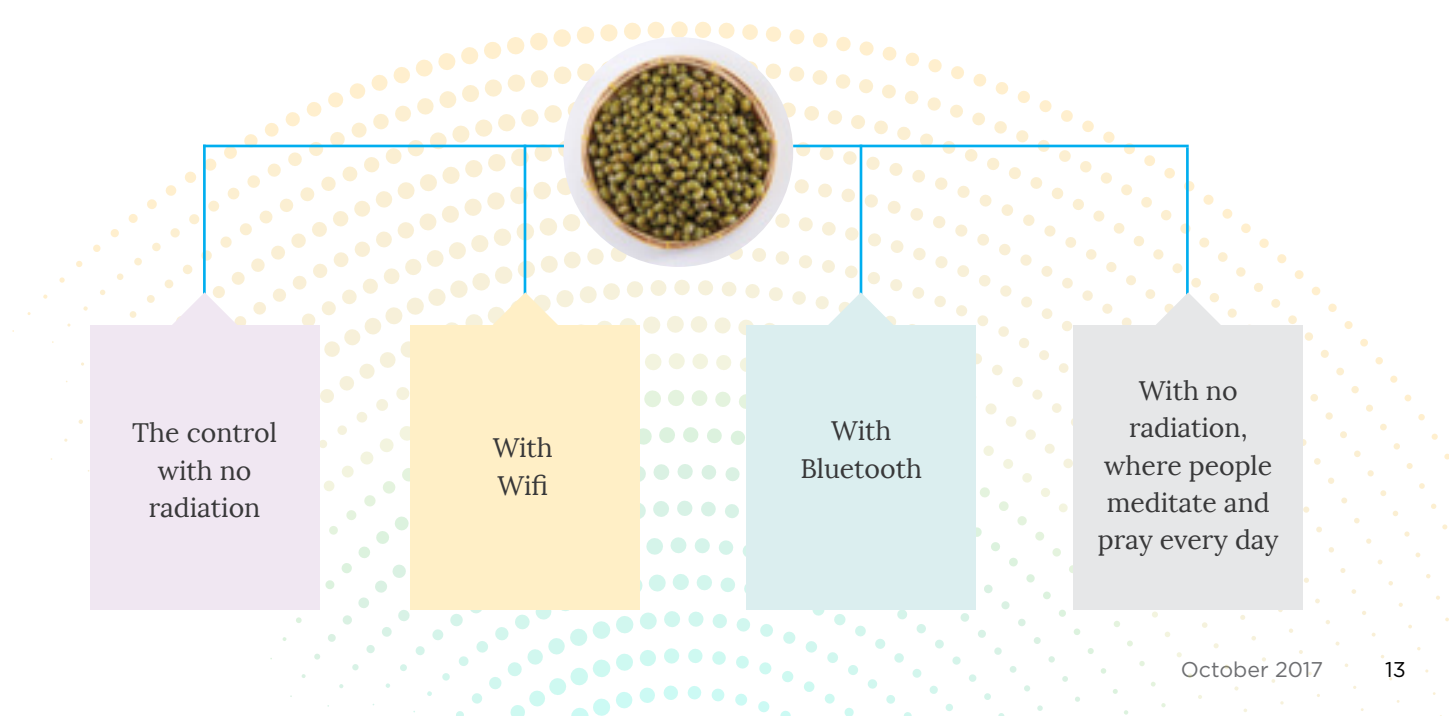 The control
with no
radiation
With
Wifi
With
Bluetooth
With no
radiation,
where people
meditate and
pray every day
October 2017 13